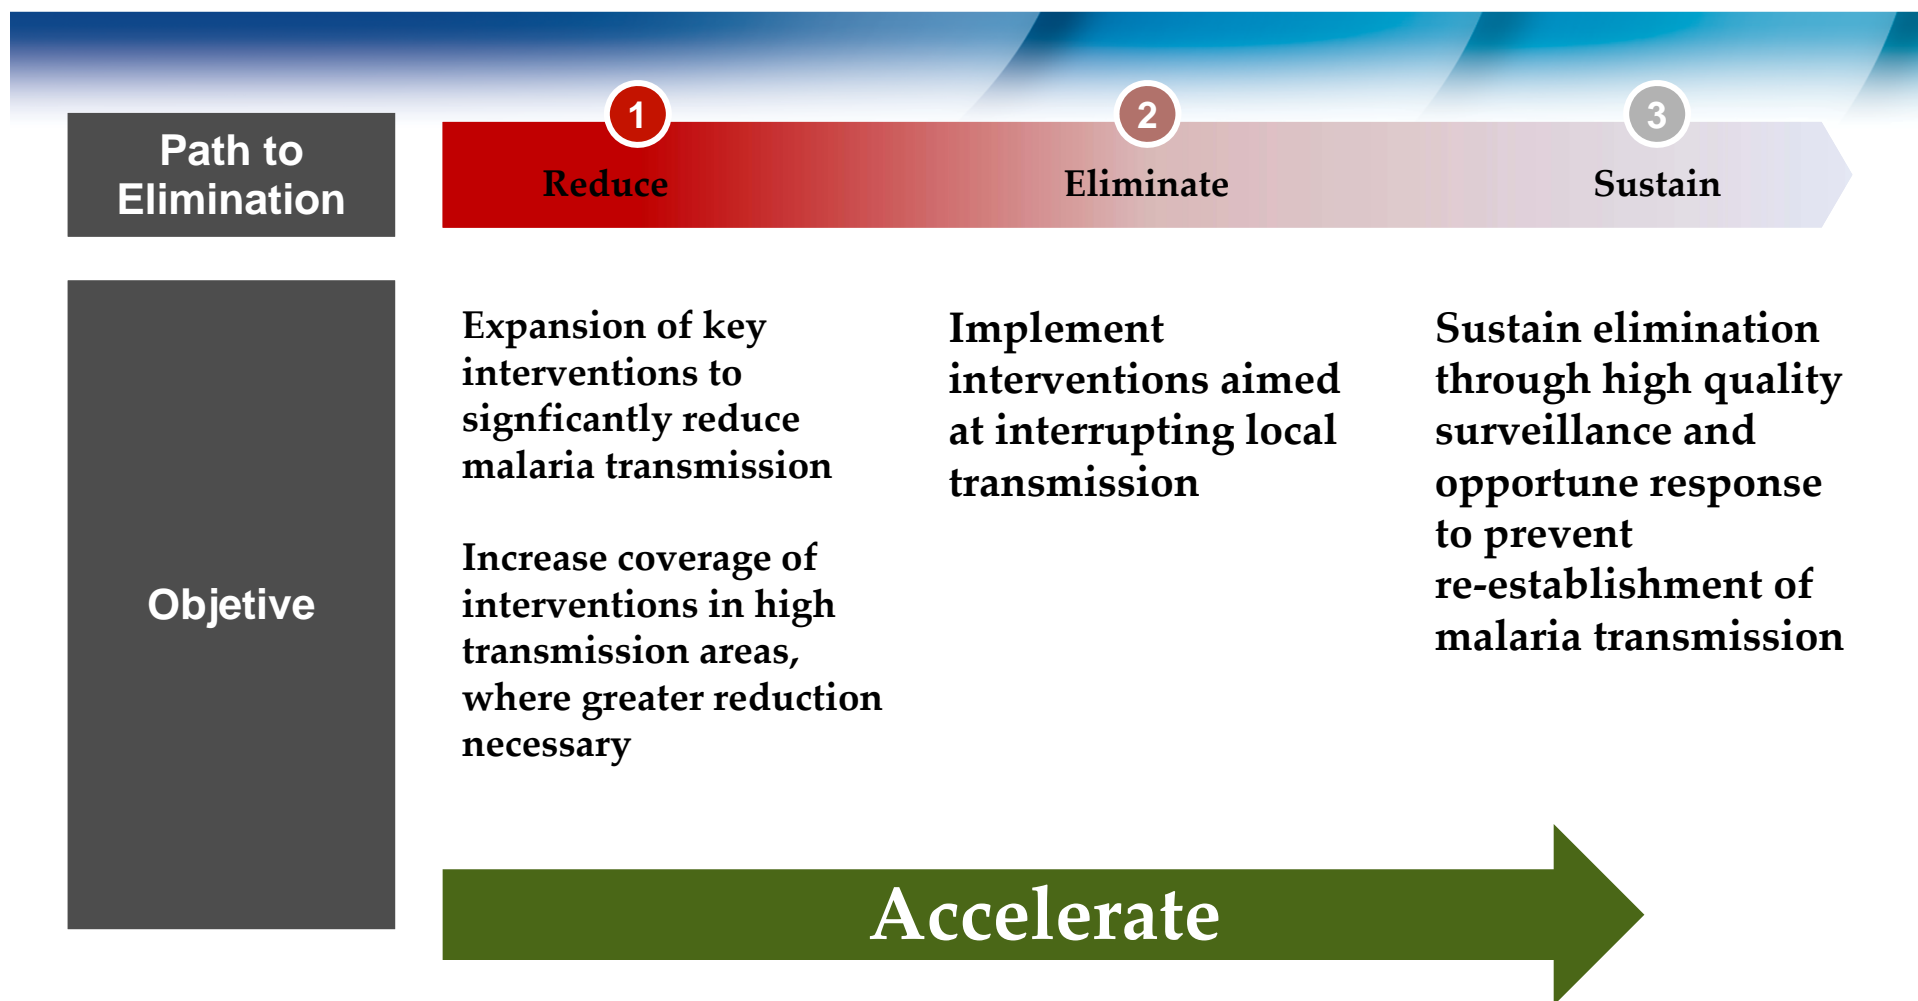 Path to
Elimination
1
Reduce
2
Eliminate
3
Sustain
Objetive
Expansion of key
interventions to
signficantly reduce
malaria transmission
Increase coverage of
interventions in high
transmission areas,
where greater reduction
necessary
Implement
interventions aimed
at interrupting local
transmission
Sustain elimination
through high quality
surveillance and
opportune response
to prevent
re-establishment of
malaria transmission
Accelerate